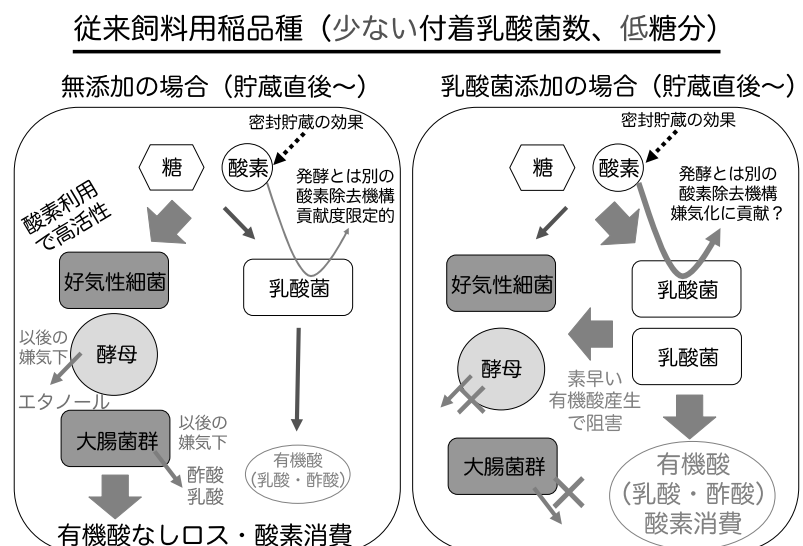 従来飼料用稲品種（少ない付着乳酸菌数、低糖分）
無添加の場合（貯蔵直後～）
密封貯蔵の効果
糖
酸素
発酵とは別の
酸素除去機構
貢献度限定的
酸素利用
で高活性
好気性細菌
乳酸菌
以後の
嫌気下
酵母
エタノール
大腸菌群
以後の
嫌気下
酢酸
乳酸
有機酸
（乳酸・酢酸）
有機酸なしロス・酸素消費
乳酸菌添加の場合（貯蔵直後～）
密封貯蔵の効果
糖
酸素
発酵とは別の
酸素除去機構
嫌気化に貢献？
好気性細菌
乳酸菌
酵母
乳酸菌
素早い
有機酸産生
で阻害
大腸菌群
有機酸
（乳酸・酢酸）
酸素消費